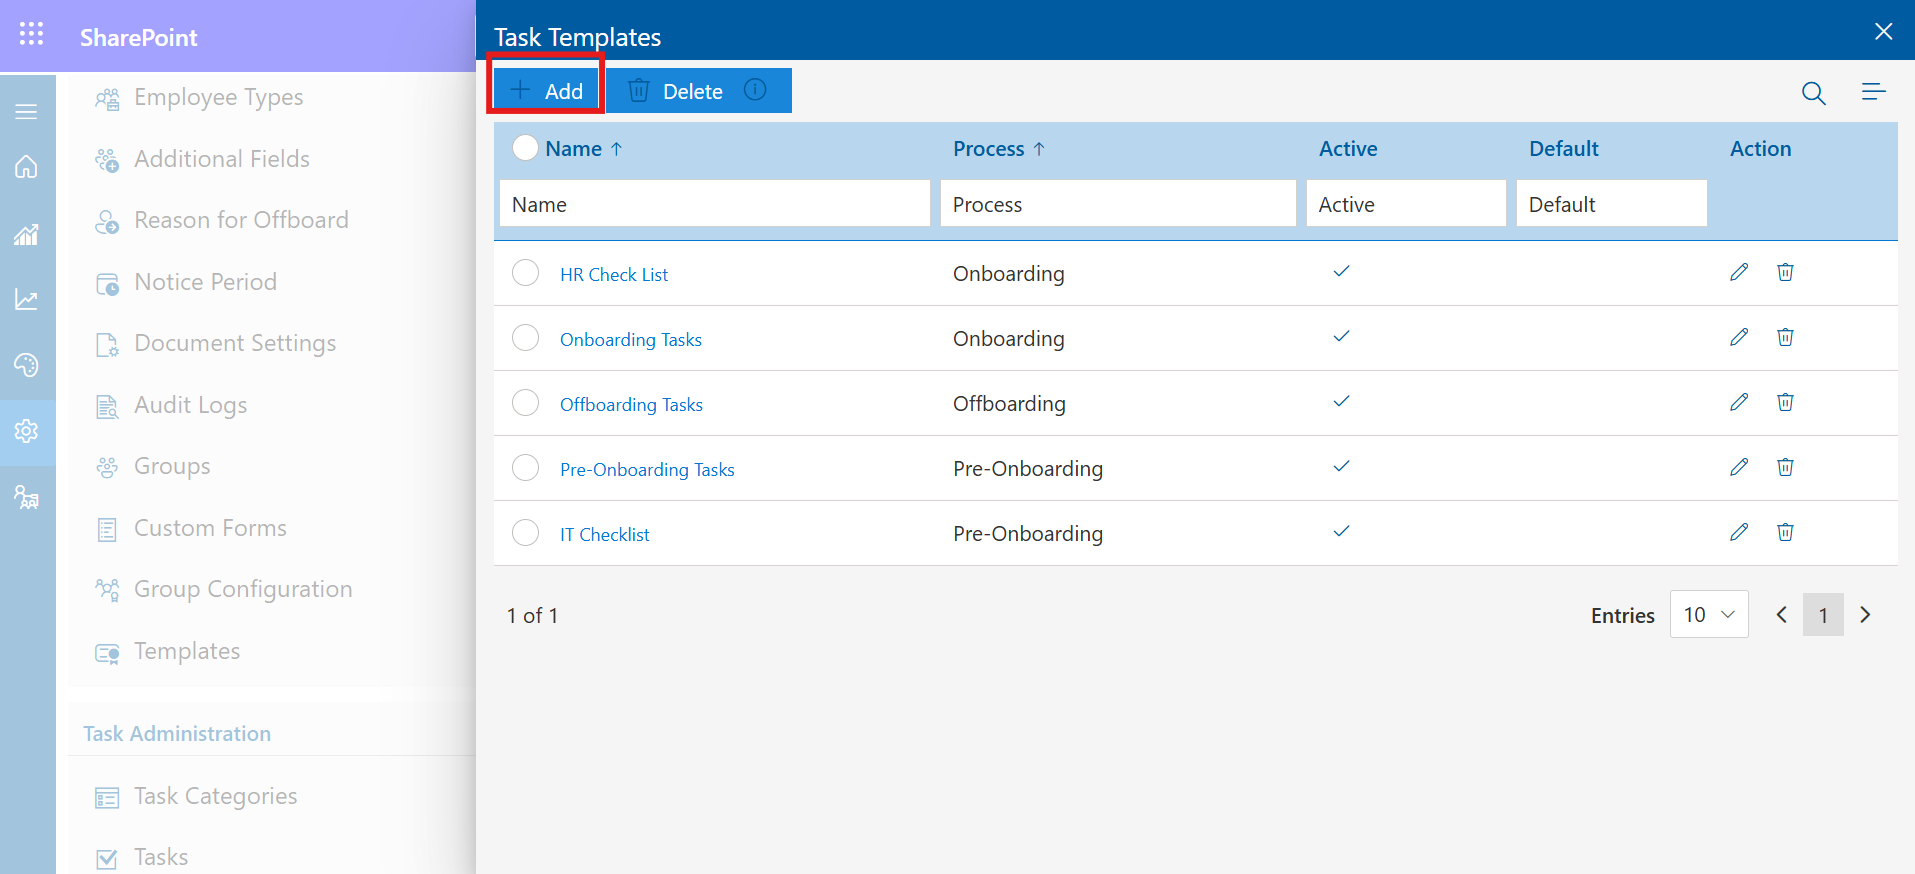 SharePoint
Employee Types
Additional Fields
Reason for Offboard
Notice Period
Document Settings
Audit Logs
Groups
Custom Forms
Group Configuration
Templates
Task Administration
Task Categories
Tasks
Task Templates
Add Delete
Name Process Active Default Action
Name Process Active Default
HR Check List Onboarding
Onboarding Tasks Onboarding
Offboarding Tasks Offboarding
Pre-Onboarding Tasks Pre-Onboarding
IT Checklist Pre-Onboarding
1 of 1 Entries 10 1